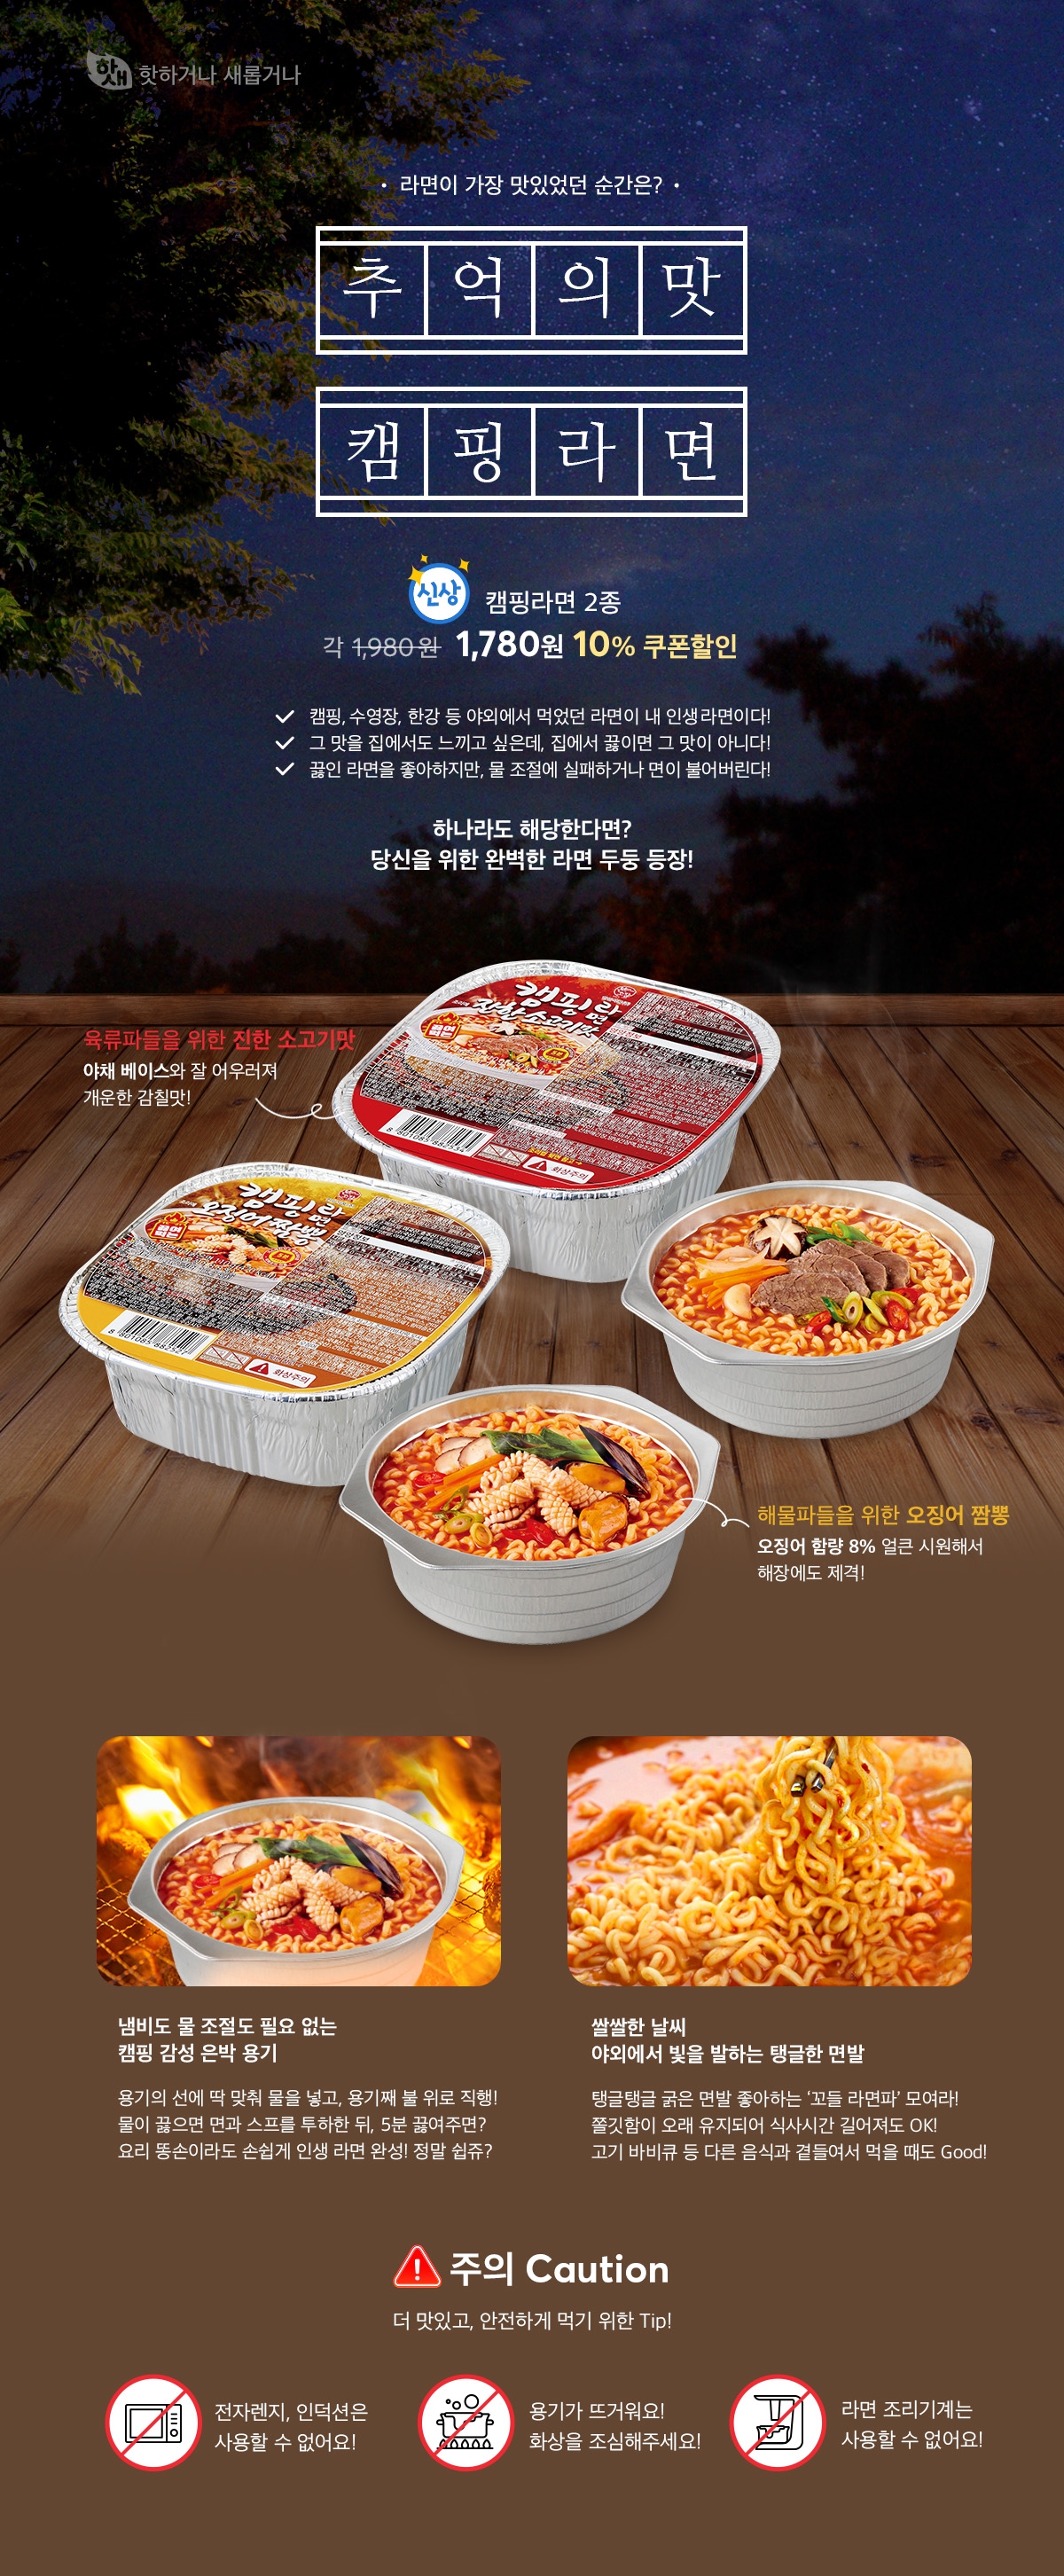 핫새 핫하거나 새롭거나
• 라면이 가장 맛있었던 순간은? •
추억의맛
캠핑라면
신상 캠핑라면 2종
각 1,980원 1,780원 10% 쿠폰할인
캠핑, 수영장, 한강 등 야외에서 먹었던 라면이 내 인생라면이다!
그 맛을 집에서도 느끼고 싶은데, 집에서 끓이면 그 맛이 아니다!
끓인 라면을 좋아하지만, 물 조절에 실패하거나 면이 불어버린다!
하나라도 해당한다면?
당신을 위한 완벽한 라면 두둥 등장!
캠핑라면
진한 소고기맛
화상주의
육류파들을 위한 진한 소고기맛
야채 베이스와 잘 어우러져
개운한 감칠맛!
캠핑라면
오징어짬뽕
화상주의
해물파들을 위한 오징어 짬뽕
오징어 함량 8% 얼큰 시원해서
해장에도 제격!
냄비도 물 조절도 필요 없는
캠핑 감성 은박 용기
용기의 선에 딱 맞춰 물을 넣고, 용기째 불 위로 직행!
물이 끓으면 면과 스프를 투하한 뒤, 5분 끓여주면?
요리 똥손이라도 손쉽게 인생 라면 완성! 정말 쉽쥬?
쌀쌀한 날씨
야외에서 빛을 발하는 탱글한 면발
탱글탱글 굵은 면발 좋아하는 ‘꼬들 라면파’ 모여라!
쫄깃함이 오래 유지되어 식사시간 길어져도 OK!
고기 바비큐 등 다른 음식과 곁들여서 먹을 때도 Good!
주의 Caution
더 맛있고, 안전하게 먹기 위한 Tip!
전자렌지, 인덕션은
사용할 수 없어요!
용기가 뜨거워요!
화상을 조심해주세요!
라면 조리기계는
사용할 수 없어요!